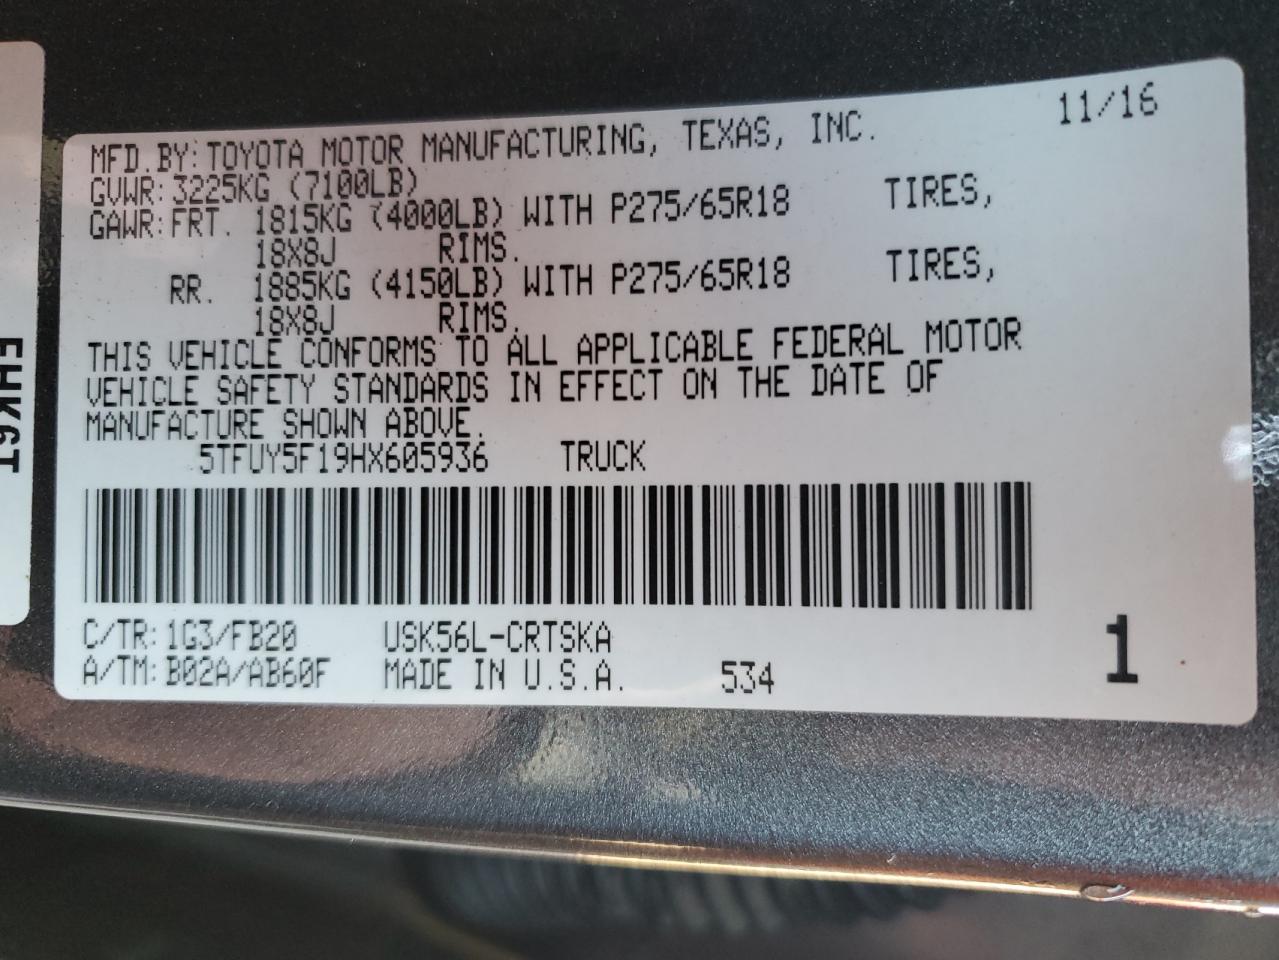 11/16
MFD.BY:TOYOTA MOTOR MANUFACTURING, TEXAS, INC.
GVWR:3225KG (7100LB)
GAWR:FRT. 1815KG (4000LB) WITH P275/65R18 TIRES,
18X8J RIMS.
RR. 1885KG (4150LB) WITH P275/65R18 TIRES,
18X8J RIMS.
THIS VEHICLE CONFORMS TO ALL APPLICABLE FEDERAL MOTOR
VEHICLE SAFETY STANDARDS IN EFFECT ON THE DATE OF
MANUFACTURE SHOWN ABOVE.
5TFUY5F19HX605936 TRUCK
C/TR:1G3/FB20 USK56L-CRTSKA
A/TM:B02A/AB60F MADE IN U.S.A. 534
1